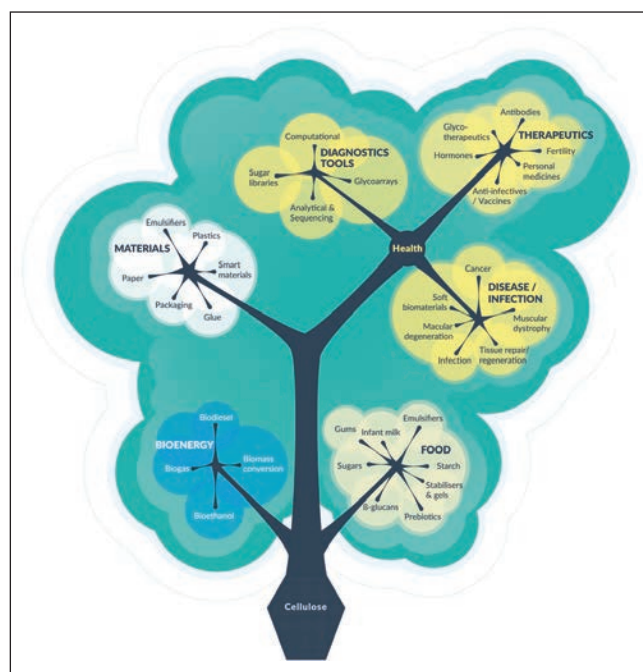 Antibodies
Glyco-
therapeutics
THERAPEUTICS
Hormones
Fertility
Personal
medicines
Anti-infectives
/ Vaccines
Computational
DIAGNOSTICS
TOOLS
Sugar
libraries
Glycoarrays
Analytical &
Sequencing
Health
Emulsifiers
Plastics
MATERIALS
Smart
materials
Paper
Packaging
Glue
Cancer
DISEASE /
INFECTION
Soft
biomaterials
Muscular
dystrophy
Macular
degeneration
Tissue repair/
regeneration
Infection
Biodiesel
BIOENERGY
Biogas
Biomass
conversion
Bioethanol
Emulsifiers
Gums
Infant milk
FOOD
Sugars
Starch
Stabilisers
& gels
ß-glucans
Prebiotics
Cellulose